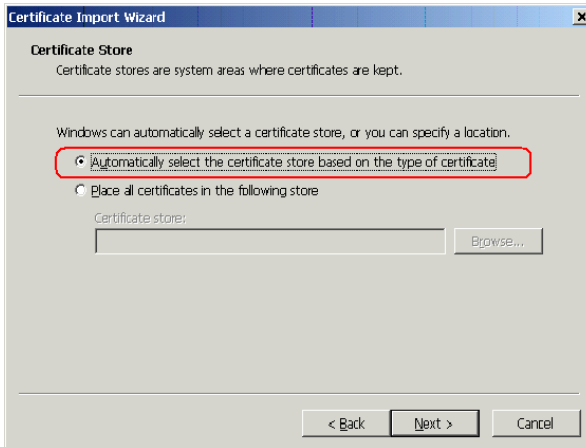 Certificate Import Wizard
Certificate Store
Certificate stores are system areas where certificates are kept.
Windows can automatically select a certificate store, or you can specify a location.
Automatically select the certificate store based on the type of certificate
Place all certificates in the following store
Certificate store:
Browse...
< Back
Next >
Cancel